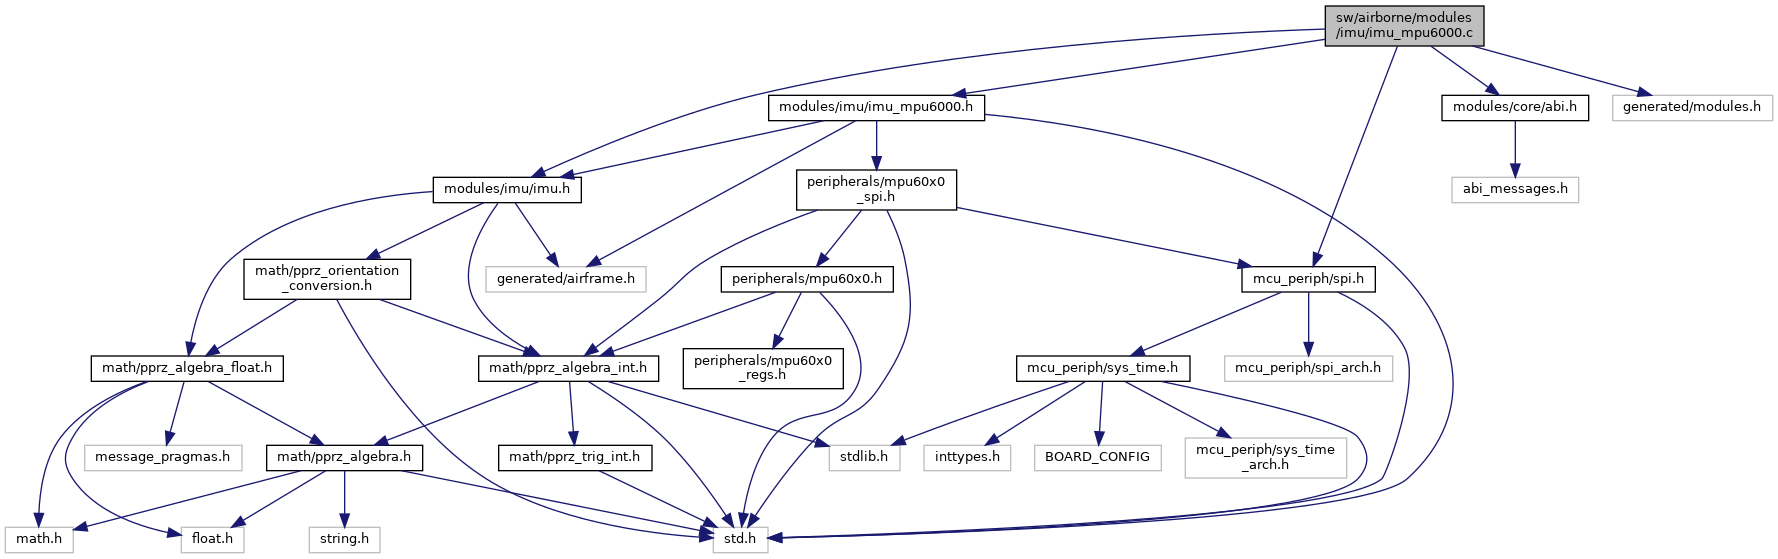 sw/airborne/modules
/imu/imu_mpu6000.c
modules/imu/imu_mpu6000.h
modules/core/abi.h
generated/modules.h
modules/imu/imu.h
peripherals/mpu60x0
_spi.h
abi_messages.h
math/pprz_orientation
_conversion.h
generated/airframe.h
peripherals/mpu60x0.h
mcu_periph/spi.h
math/pprz_algebra_float.h
math/pprz_algebra_int.h
peripherals/mpu60x0
_regs.h
mcu_periph/sys_time.h
mcu_periph/spi_arch.h
message_pragmas.h
math/pprz_algebra.h
math/pprz_trig_int.h
stdlib.h
inttypes.h
BOARD_CONFIG
mcu_periph/sys_time
_arch.h
math.h
float.h
string.h
std.h